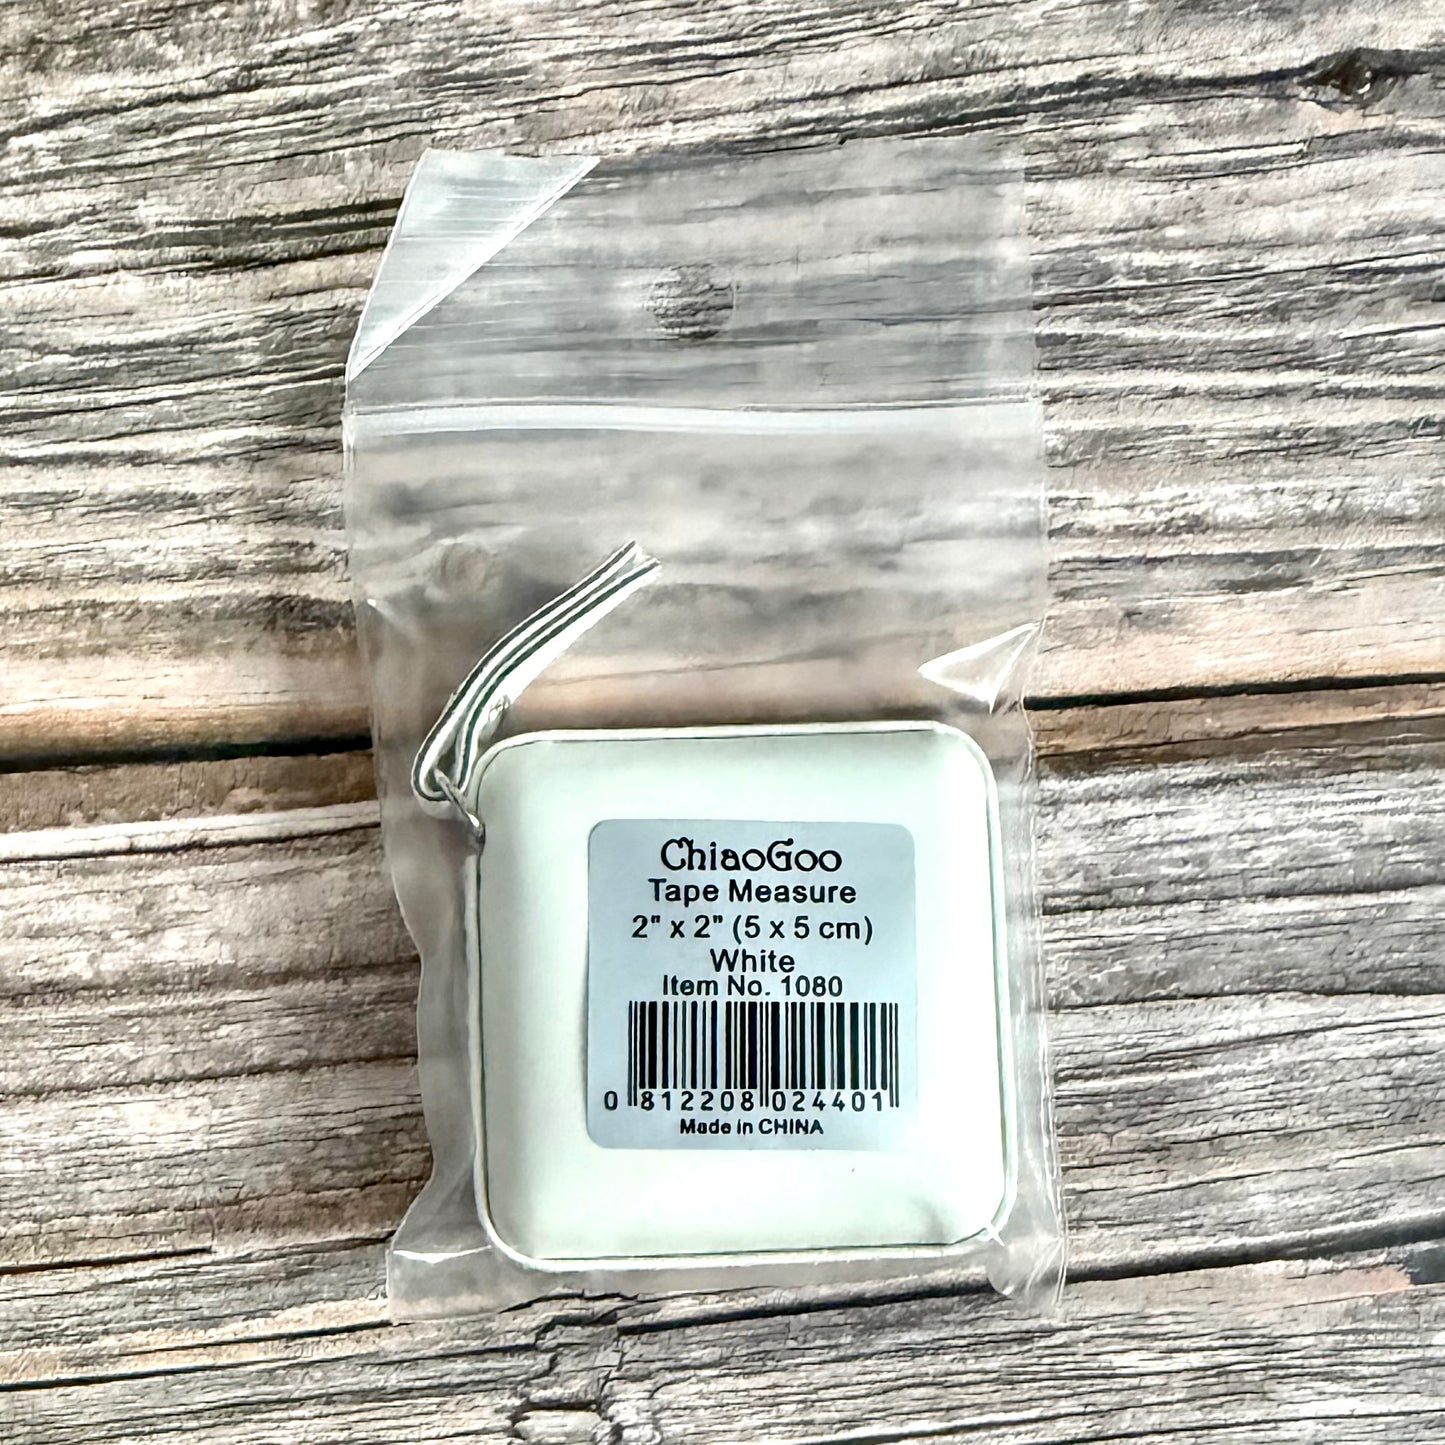 ChiaoGoo
Tape Measure
2" x 2" (5 x 5 cm)
White
Item No. 1080
0 812208 024401
Made in CHINA